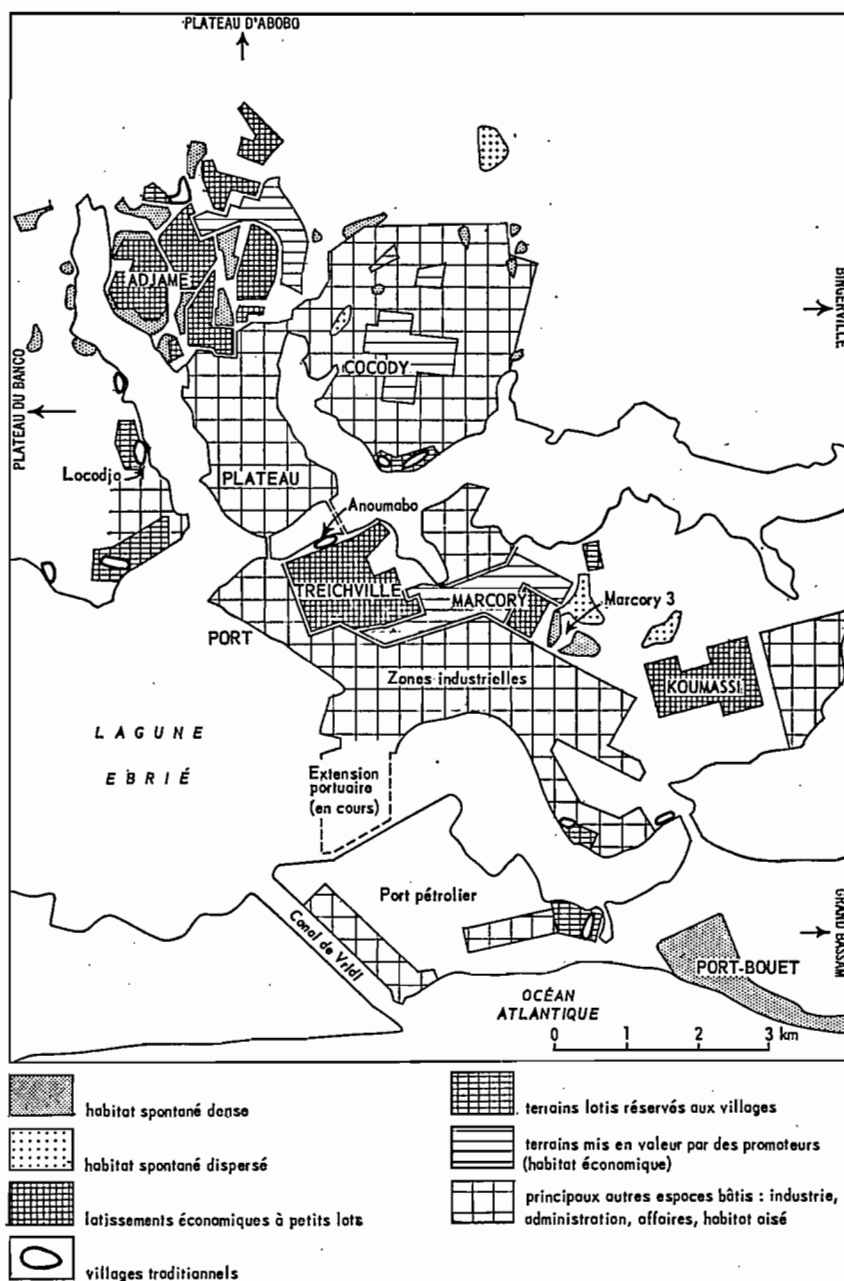 PLATEAU D'ABOBO
ADJAME
BINGERVILLE
COCODY
PLATEAU DU BANCO
Locodjo
PLATEAU
Anoumabo
TREICHVILLE
MARCORY
Marcory 3
PORT
Zones industrielles
KOUMASSI
LAGUNE
EBRIÉ
Extension
portuaire
(en cours)
Port pétrolier
Canal de Vridi
GRAND BASSAM
PORT-BOUET
OCÉAN
ATLANTIQUE
0 1 2 3 km
habitat spontané dense
habitat spontané dispersé
latissements économiques à petits lots
villages traditionnels
terrains lotis réservés aux villages
terrains mis en valeur par des promoteurs
(habitat économique)
principaux autres espaces bâtis : industrie,
administration, affaires, habitat aisé